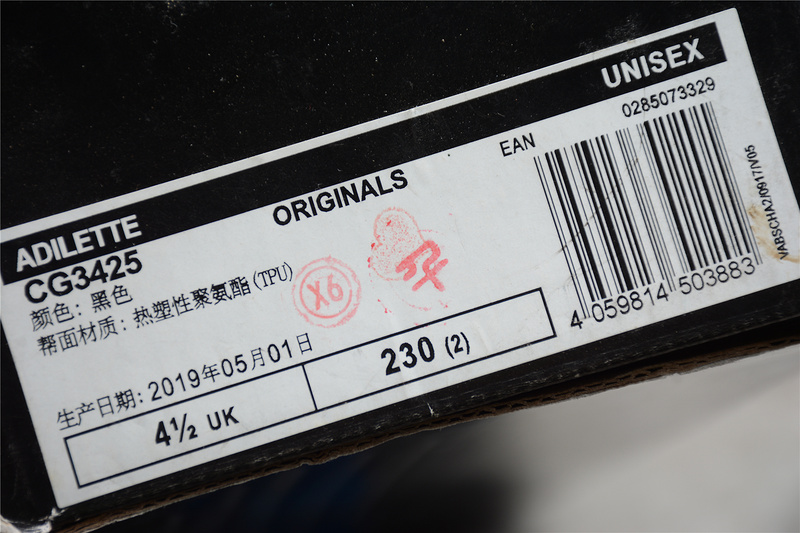 UNISEX
0285073329
EAN
ORIGINALS
ADILETTE
CG3425
颜色: 黑色
帮面材质: 热塑性聚氨酯(TPU)
X6
生产日期: 2019年05月01日
4½ UK
230 (2)
4 059814 503883
VABSCHA2/0917/V05